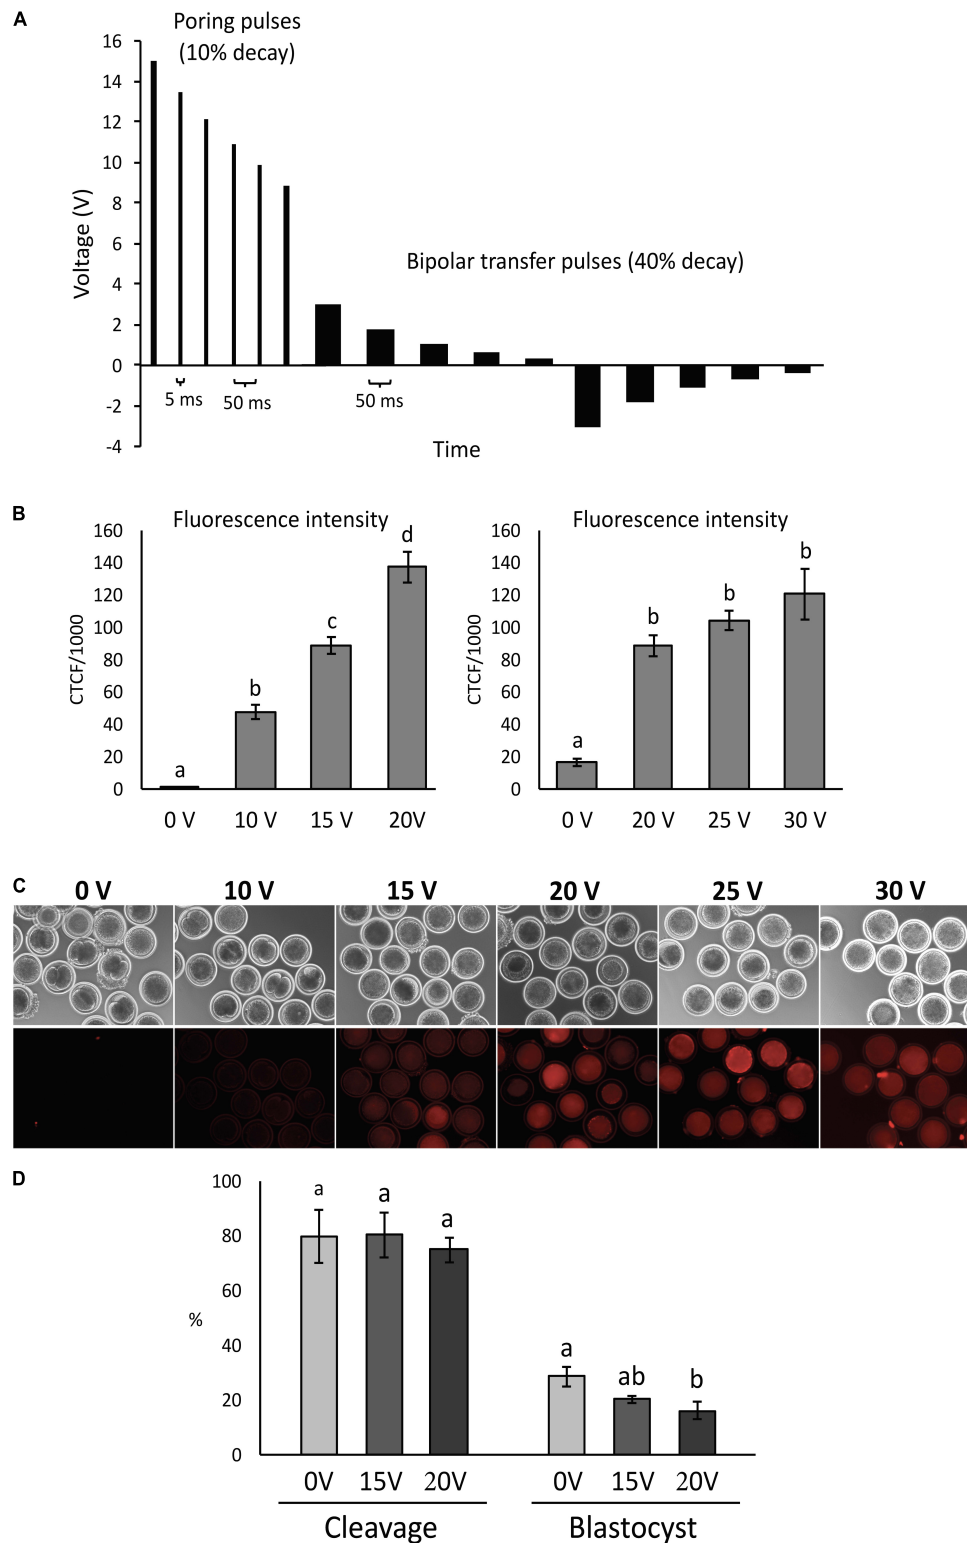 A
Poring pulses
(10% decay)
16
14
12
10
8
6
4
2
0
-2
-4
Voltage (V)
Bipolar transfer pulses (40% decay)
5 ms
50 ms
50 ms
Time
B
Fluorescence intensity
160
140
120
100
80
60
40
20
0
CTCF/1000
a
b
c
d
0 V
10 V
15 V
20V
Fluorescence intensity
160
140
120
100
80
60
40
20
0
CTCF/1000
a
b
b
b
0 V
20 V
25 V
30 V
C
0 V
10 V
15 V
20 V
25 V
30 V
D
100
80
60
40
20
0
%
a
a
a
a
ab
b
0V
15V
20V
0V
15V
20V
Cleavage
Blastocyst